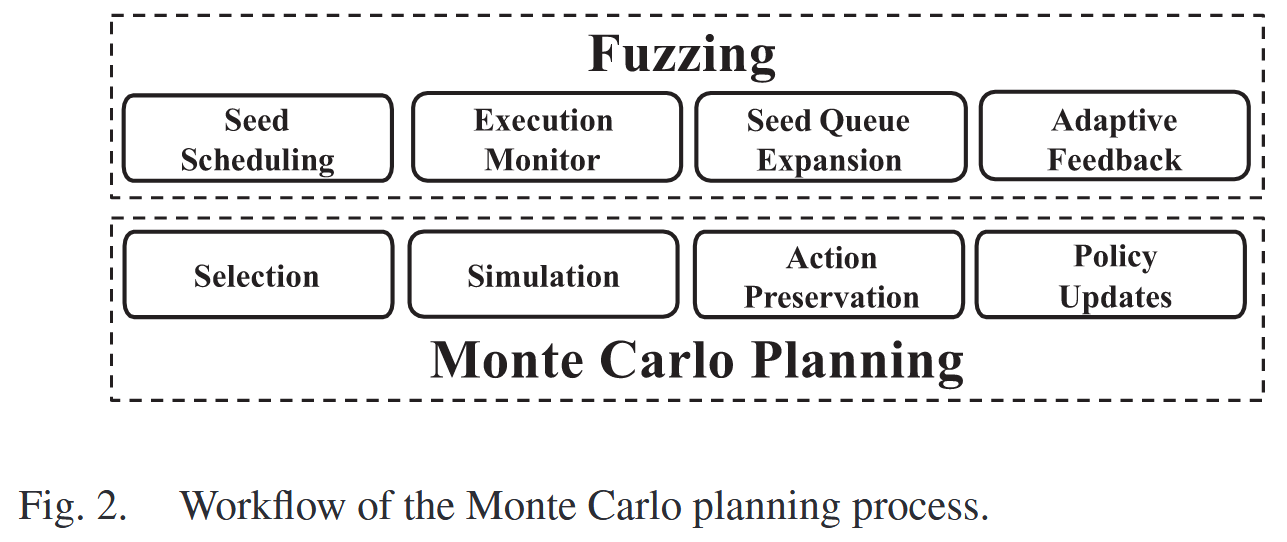 Fuzzing
Seed
Scheduling
Execution
Monitor
Seed Queue
Expansion
Adaptive
Feedback
Selection
Simulation
Action
Preservation
Policy
Updates
Monte Carlo Planning
Fig. 2. Workflow of the Monte Carlo planning process.